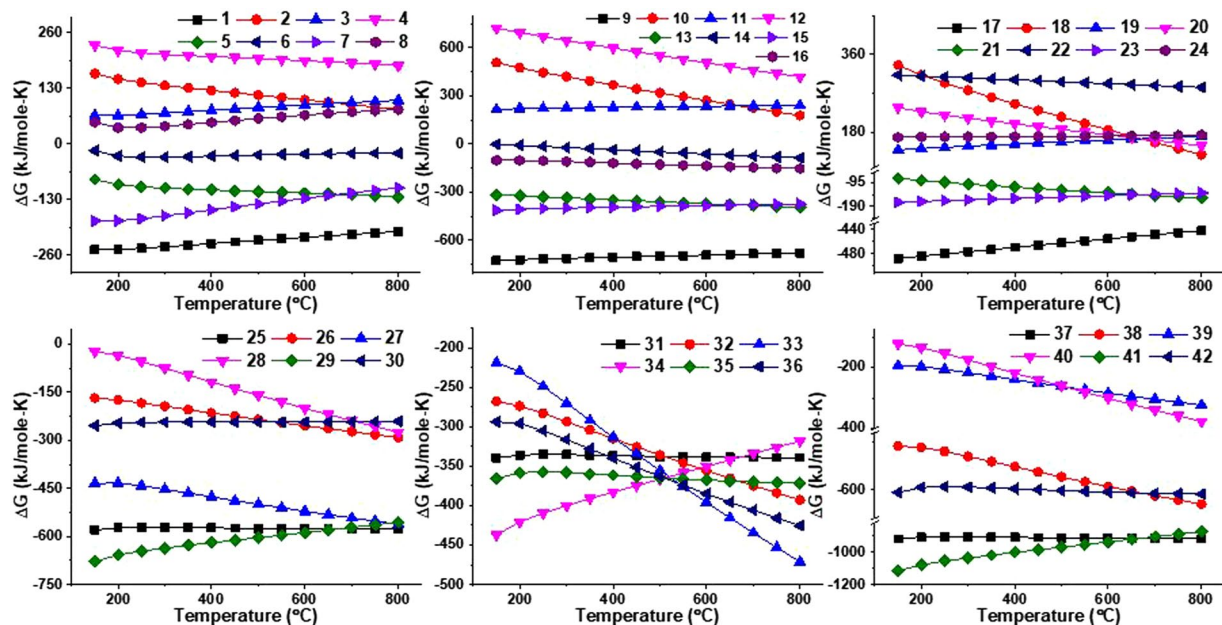 1 2 3 4
5 6 7 8
ΔG (kJ/mole-K)
260
130
0
-130
-260
200 400 600 800
Temperature (°C)
9 10 11 12
13 14 15
16
ΔG (kJ/mole-K)
600
300
0
-300
-600
200 400 600 800
Temperature (°C)
17 18 19 20
21 22 23 24
ΔG (kJ/mole-K)
360
180
-95
-190
-440
-480
200 400 600 800
Temperature (°C)
25 26 27
28 29 30
ΔG (kJ/mole-K)
0
-150
-300
-450
-600
-750
200 400 600 800
Temperature (°C)
31 32 33
34 35 36
ΔG (kJ/mole-K)
-200
-250
-300
-350
-400
-450
-500
200 400 600 800
Temperature (°C)
37 38 39
40 41 42
ΔG (kJ/mole-K)
-200
-400
-600
-1000
-1200
200 400 600 800
Temperature (°C)